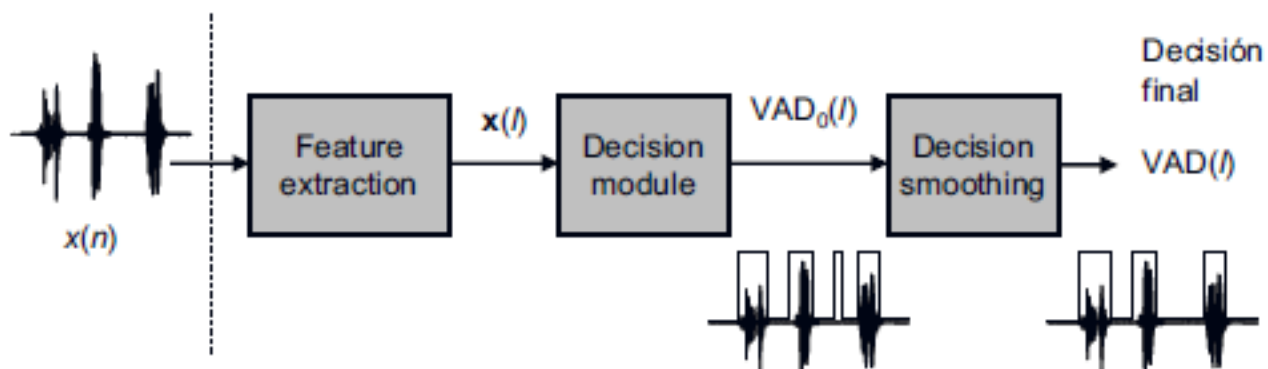 x(n)
Feature
extraction
x(l)
Decision
module
VAD₀(l)
Decision
smoothing
Decisión
final
VAD(l)